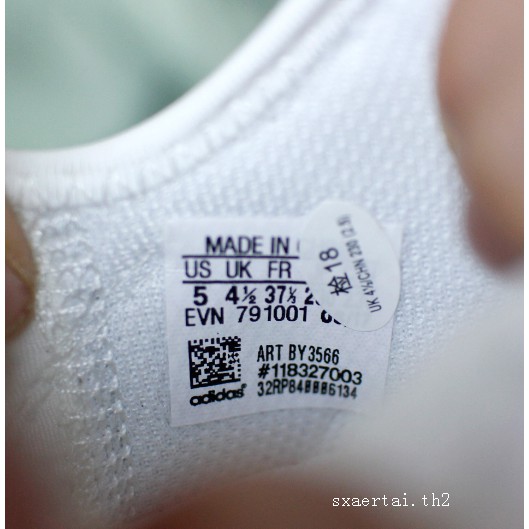 MADE IN
US UK FR
5 4½ 37⅓
EVN 791001
ART BY3566
#118327003
adidas
检18
UK 4½/CHN 230 (2.5)
sxaertai.th2